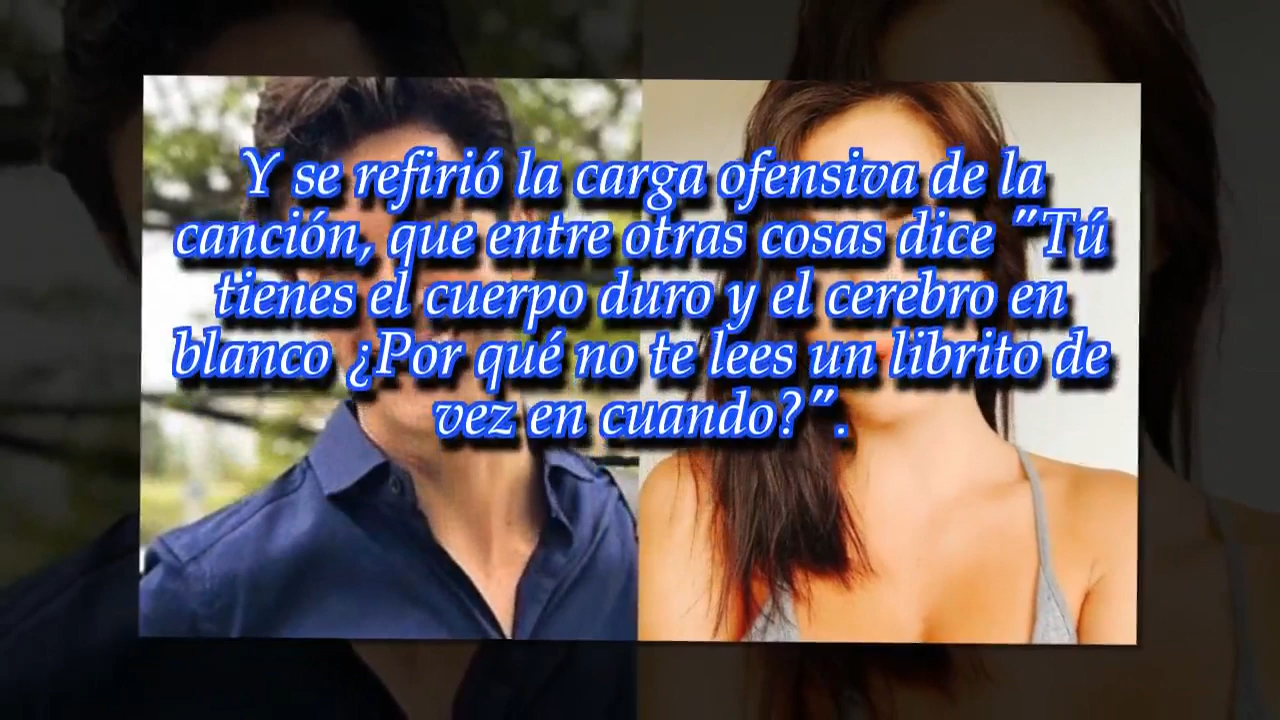 Y se refirió la carga ofensiva de la
canción, que entre otras cosas dice "Tú
tienes el cuerpo duro y el cerebro en
blanco ¿Por qué no te lees un librito de
vez en cuando?".